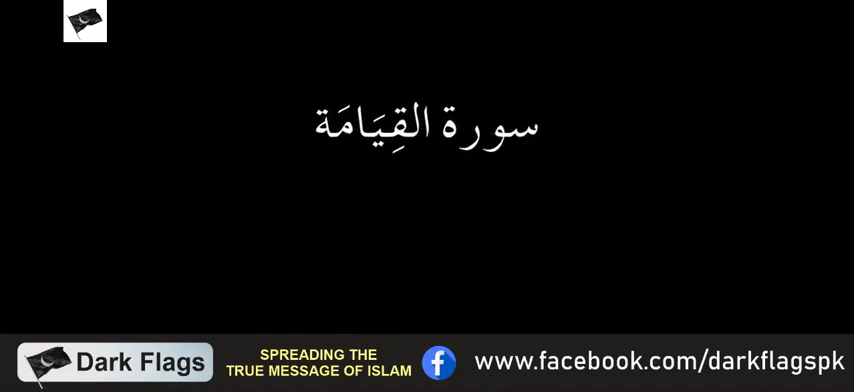 سورة القِيَامَة
Dark Flags
SPREADING THE
TRUE MESSAGE OF ISLAM
www.facebook.com/darkflagspk